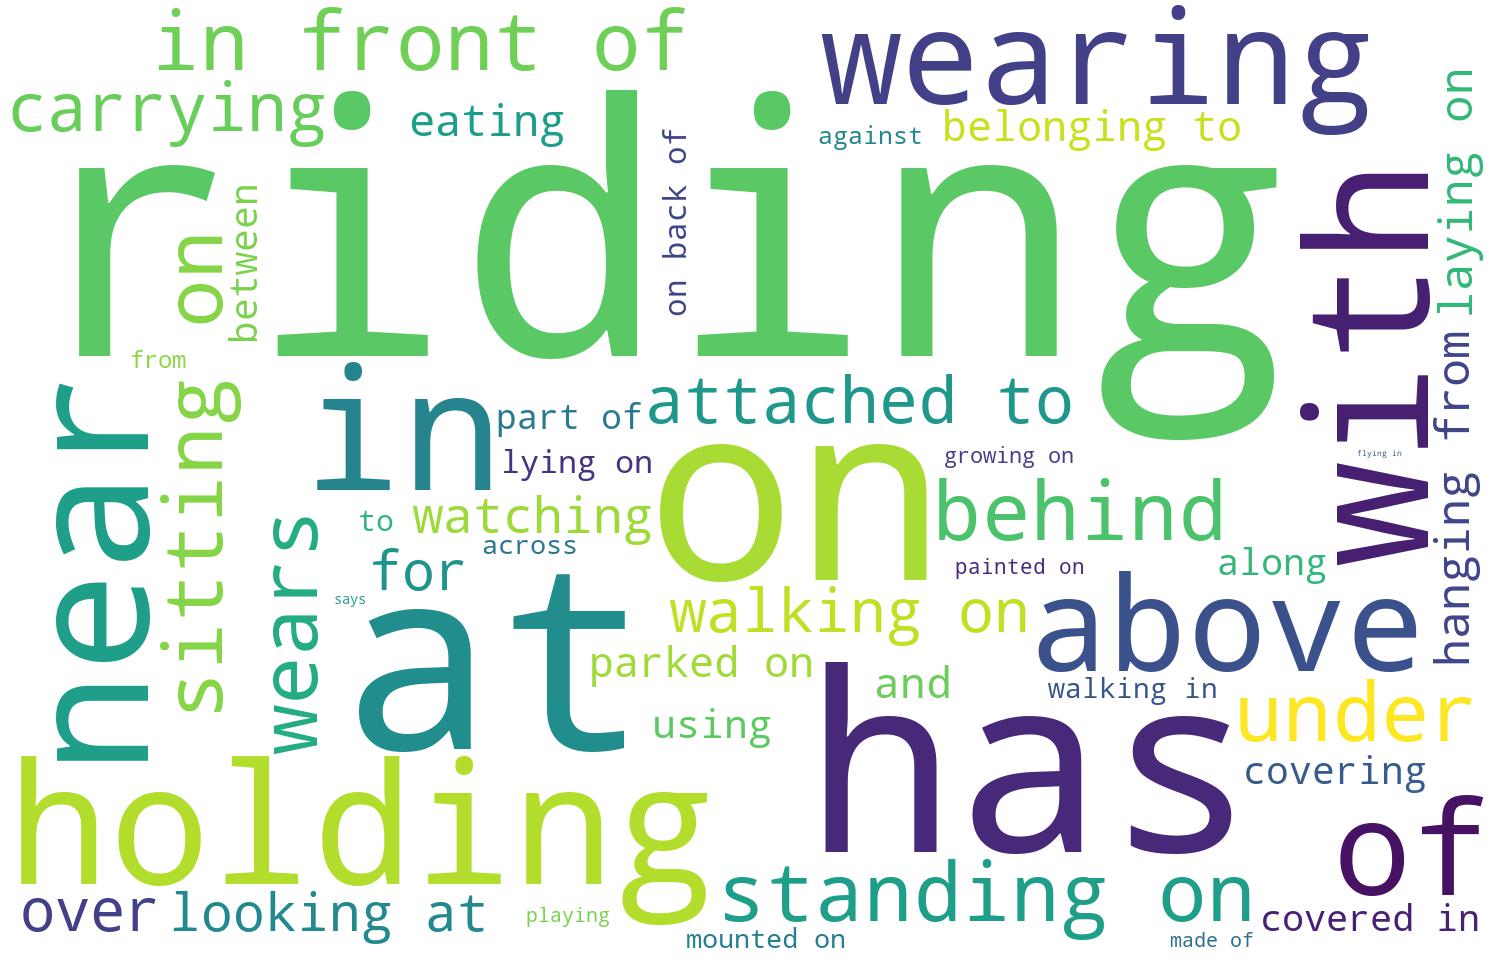 in front of
wearing
carrying
eating
against
belonging to
riding
on back of
between
on
with
laying on
from
near
sitting
in
part of
attached to
lying on
growing on
flying in
hanging from
on
behind
to
watching
across
wears
for
painted on
along
says
at
walking on
above
parked on
and
walking in
has
under
using
covering
holding
of
over
looking at
playing
standing on
covered in
mounted on
made of